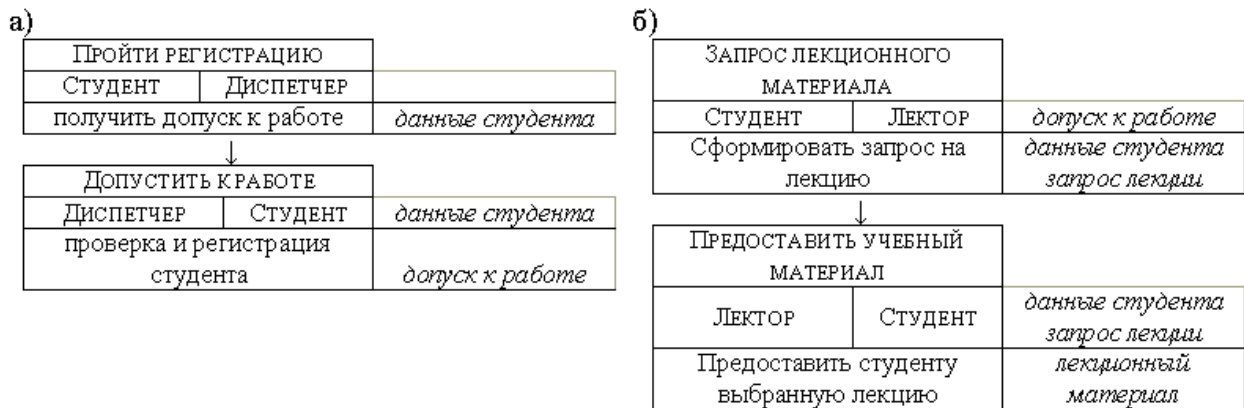 а)
Пройти регистрацию
Студент Диспетчер
получить допуск к работе данные студента
↓
Допустить к работе
Диспетчер Студент данные студента
проверка и регистрация
студента допуск к работе
б)
Запрос лекционного
материала
Студент Лектор допуск к работе
Сформировать запрос на
лекцию
данные студента
запрос лекции
↓
Предоставить учебный
материал
Лектор Студент
данные студента
запрос лекции
Предоставить студенту
выбранную лекцию
лекционный
материал